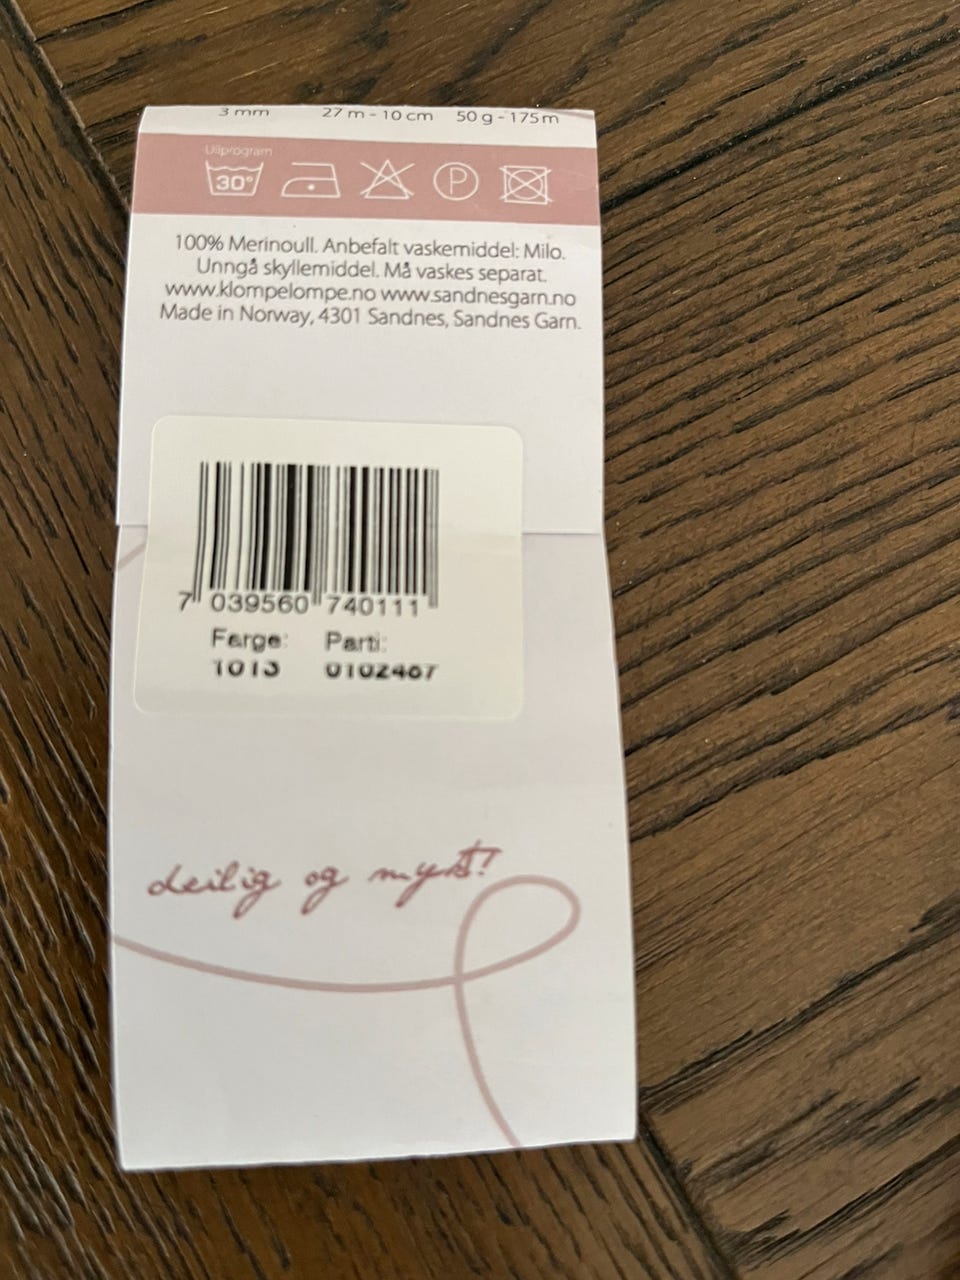 3 mm 27 m - 10 cm 50 g - 175 m
Ullprogram
30° P
100% Merinoull. Anbefalt vaskemiddel: Milo.
Unngå skyllemiddel. Må vaskes separat.
www.klompelompe.no www.sandnesgarn.no
Made in Norway, 4301 Sandnes, Sandnes Garn.
7 039560 740111
Farge: Parti:
1013 0102467
deilig og mykt!